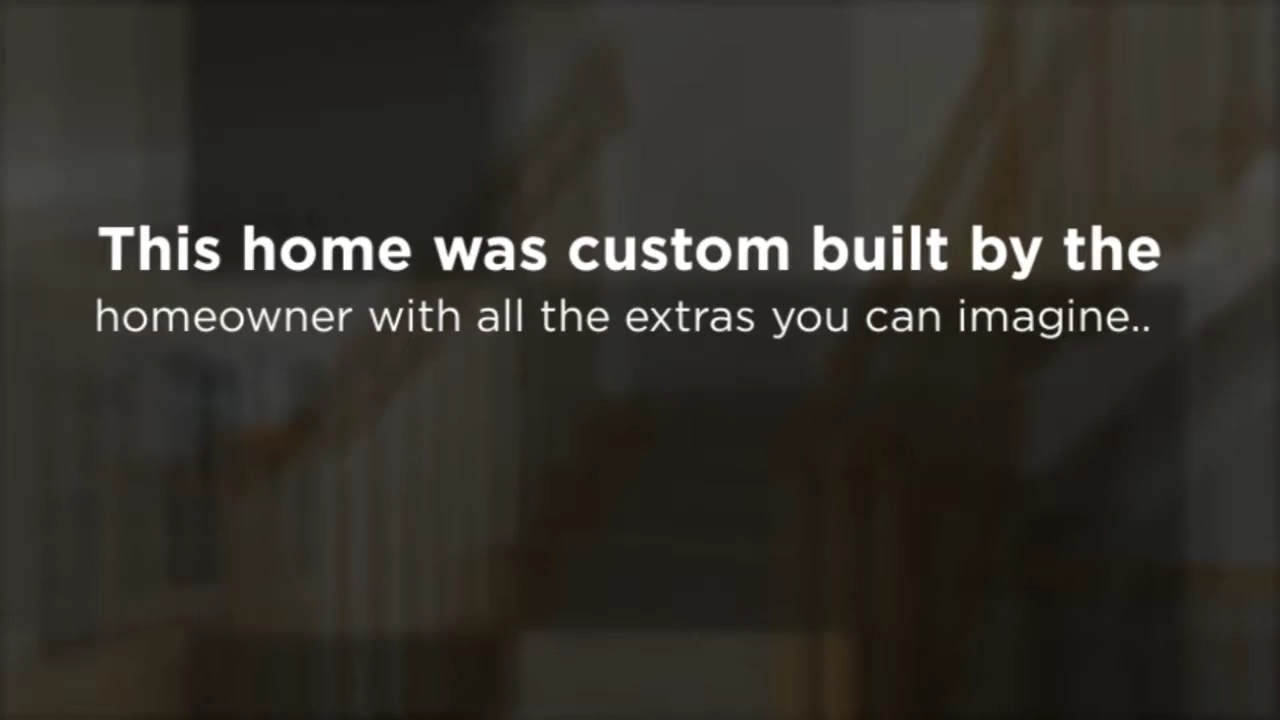 This home was custom built by the
homeowner with all the extras you can imagine..